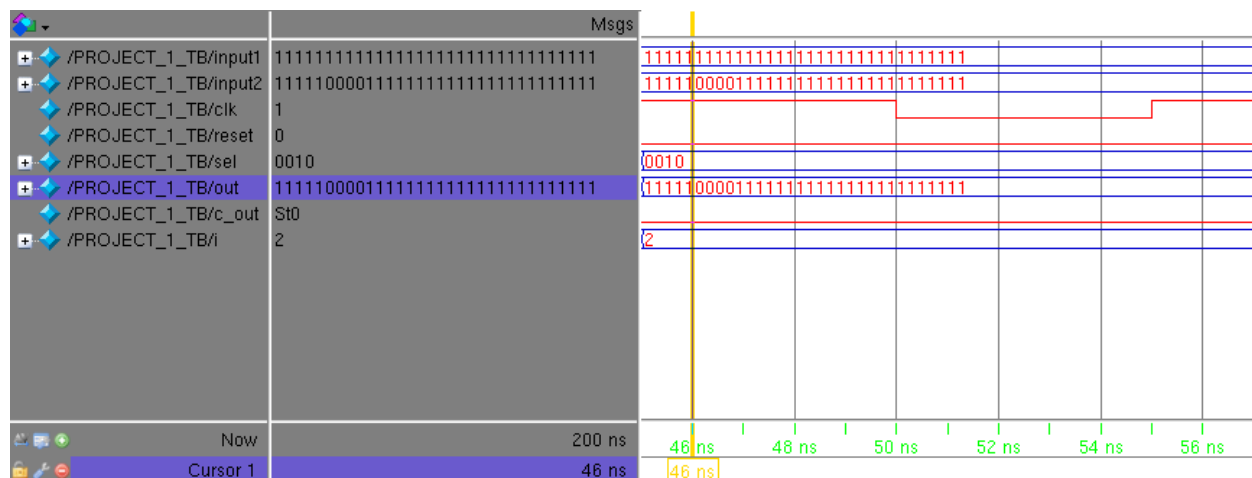 Msgs
/PROJECT_1_TB/input1 11111111111111111111111111111111 11111111111111111111111111111111
/PROJECT_1_TB/input2 11111000011111111111111111111111 11111000011111111111111111111111
/PROJECT_1_TB/clk 1
/PROJECT_1_TB/reset 0
/PROJECT_1_TB/sel 0010 0010
/PROJECT_1_TB/out 11111000011111111111111111111111 11111000011111111111111111111111
/PROJECT_1_TB/c_out St0
/PROJECT_1_TB/i 2 2
Now 200 ns 46 ns 48 ns 50 ns 52 ns 54 ns 56 ns
Cursor 1 46 ns 46 ns